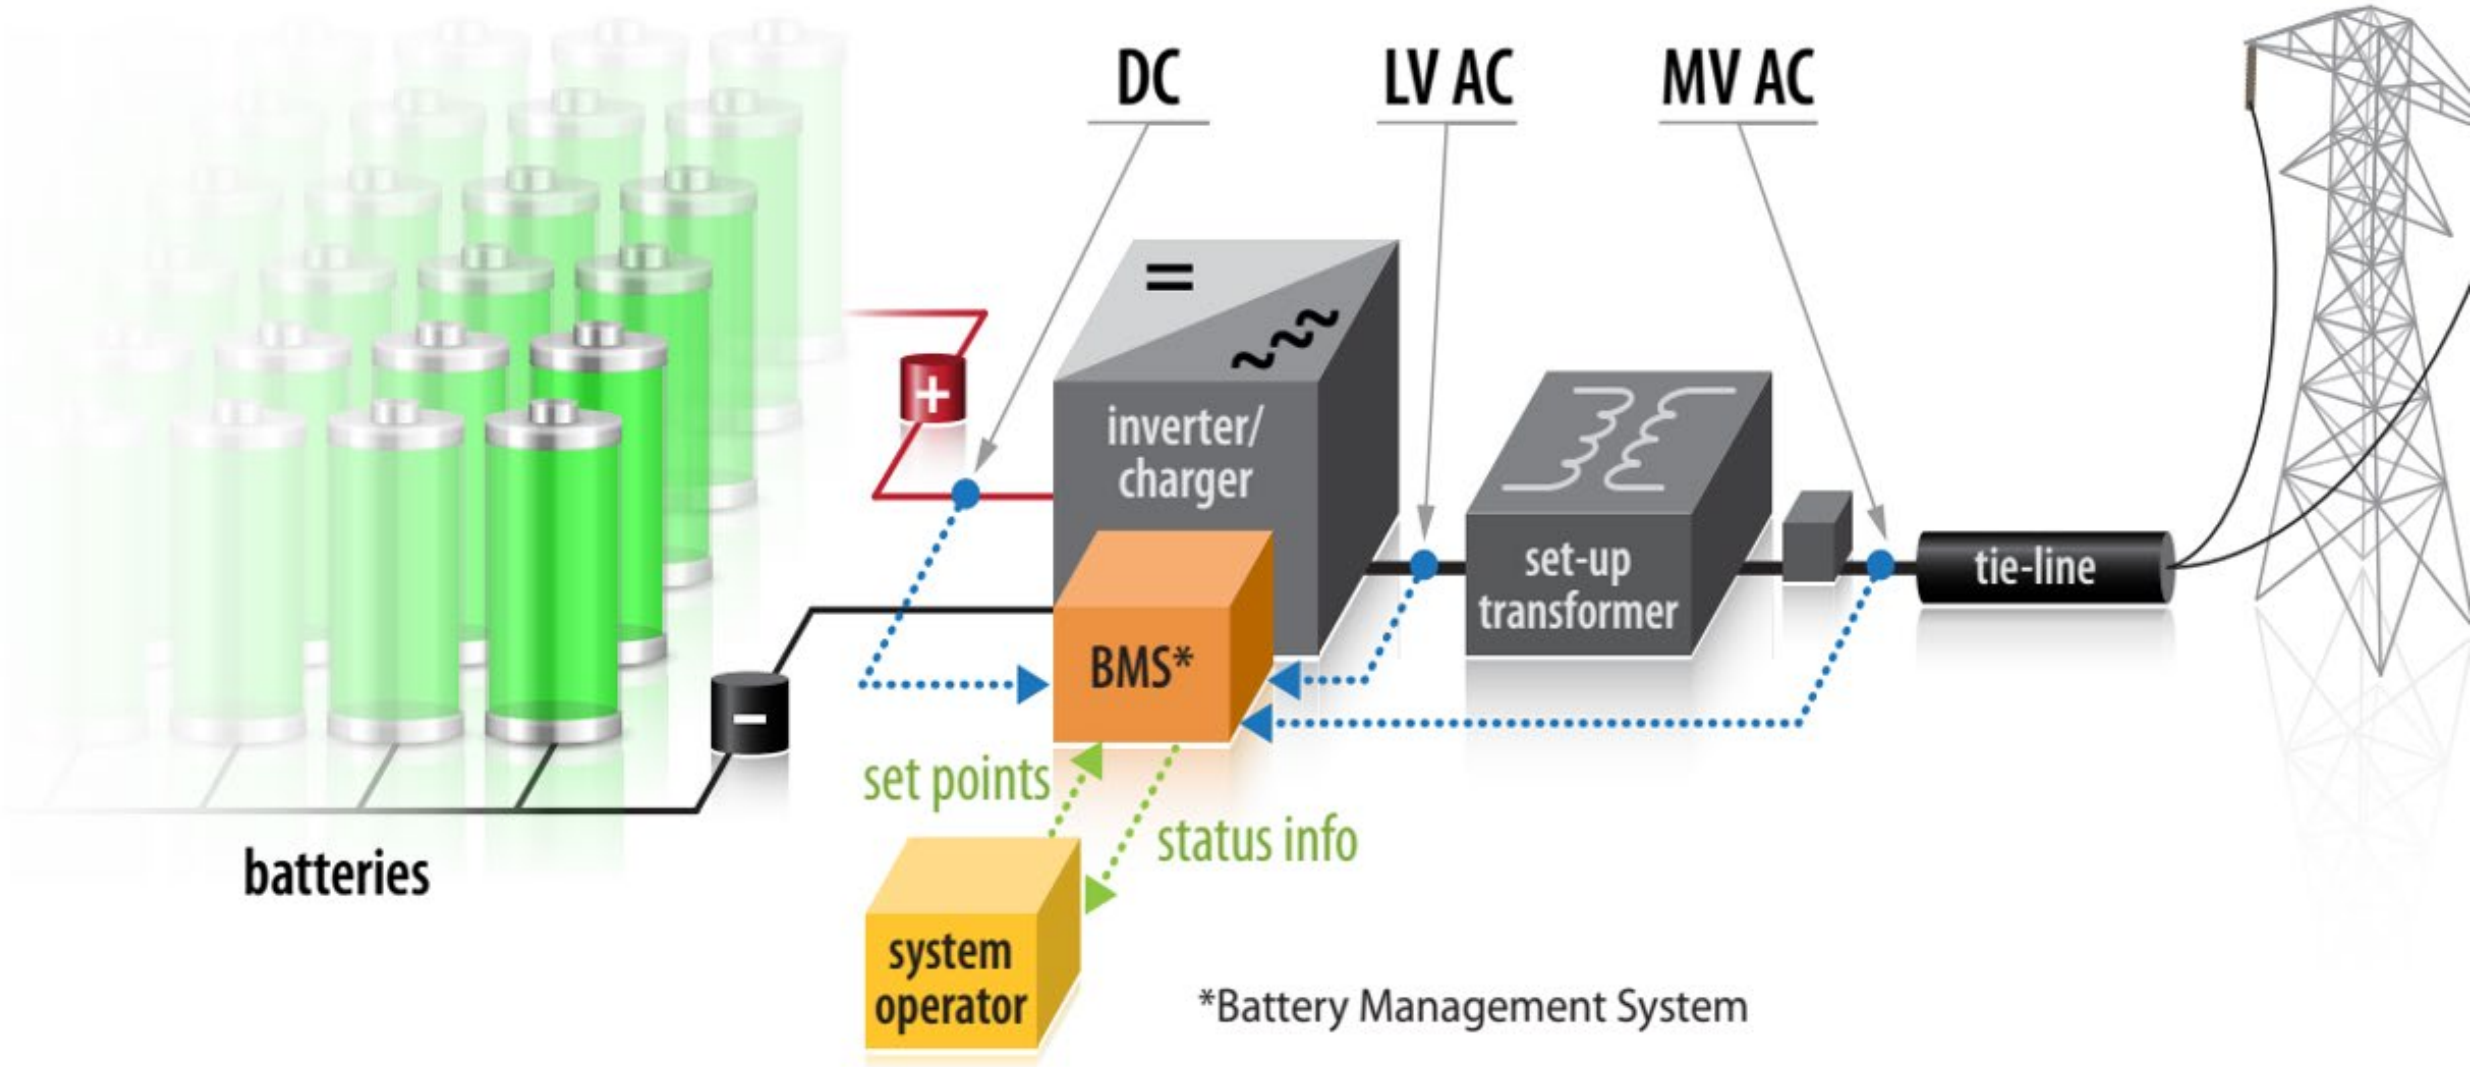 DC
LV AC
MV AC
=
~~~
+
inverter/
charger
set-up
transformer
tie-line
BMS*
-
set points
status info
batteries
system
operator
*Battery Management System